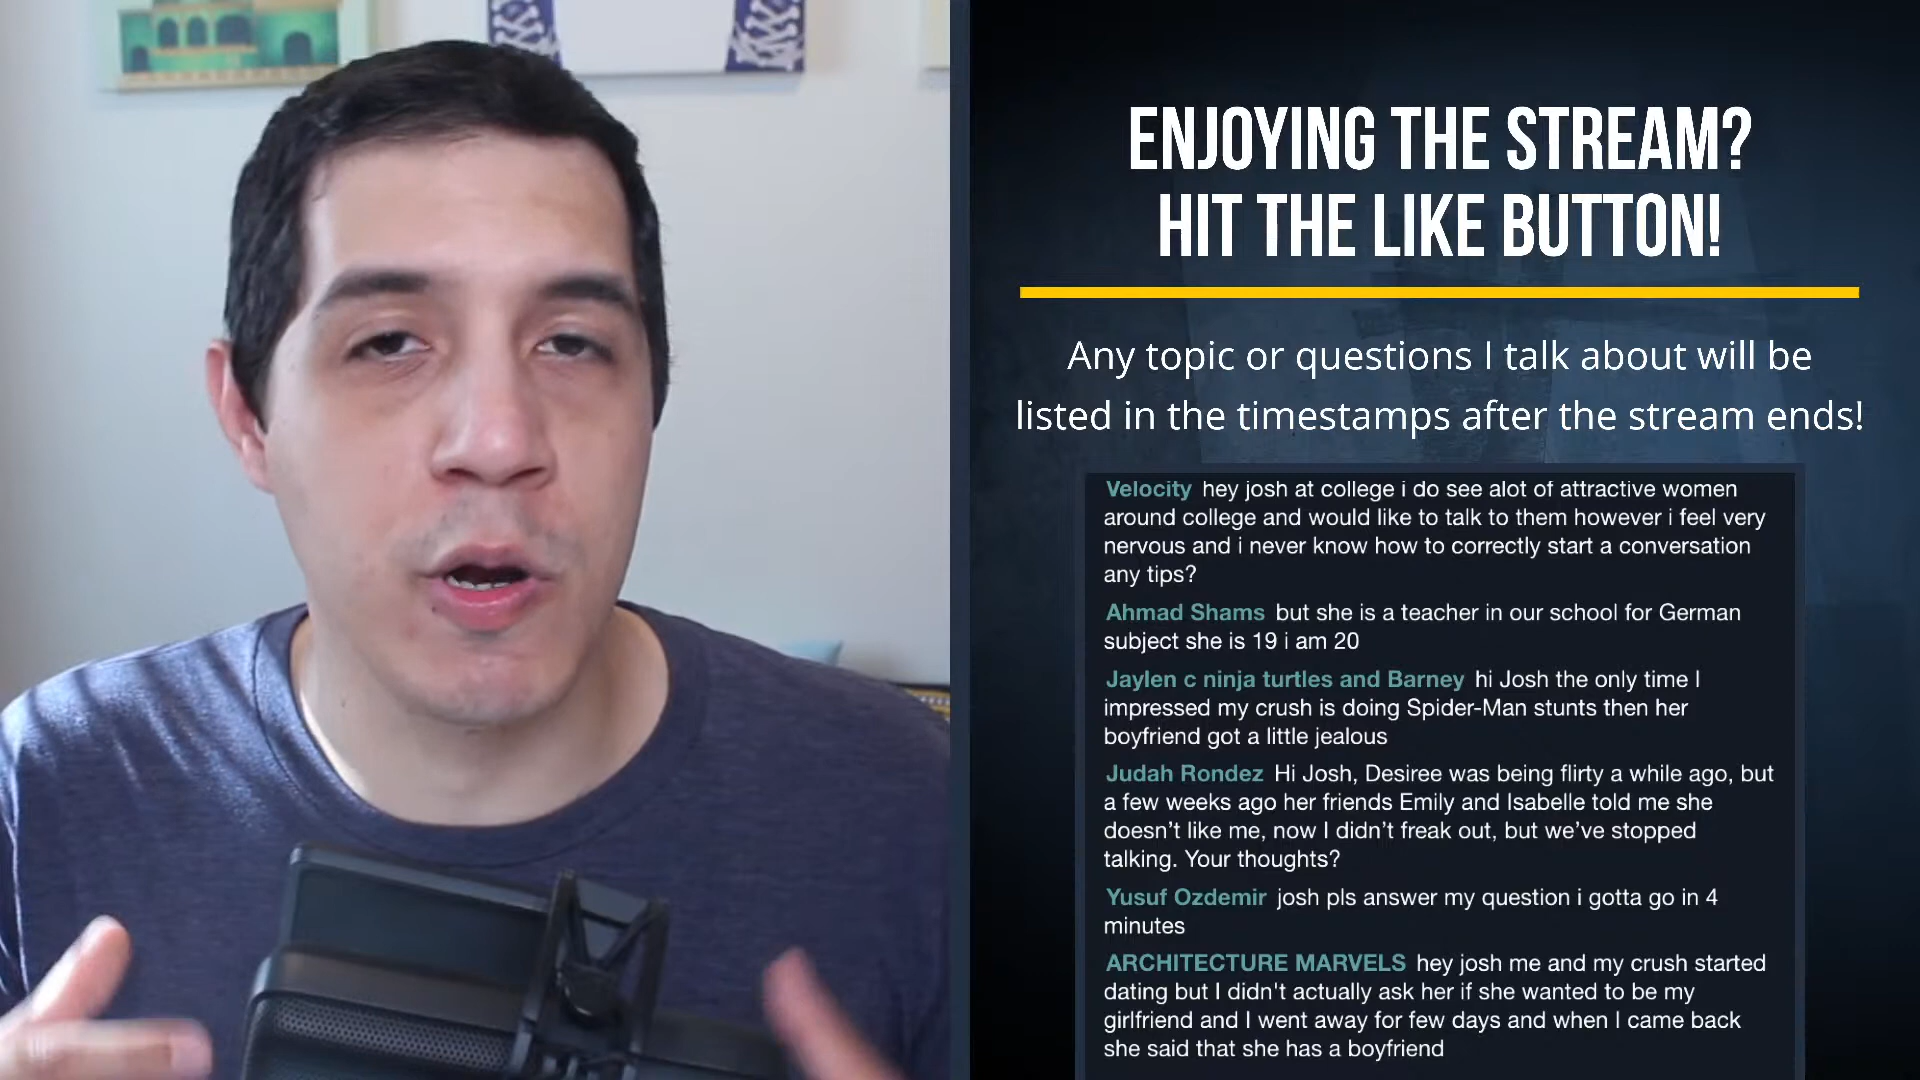 ENJOYING THE STREAM?
HIT THE LIKE BUTTON!
Any topic or questions I talk about will be
listed in the timestamps after the stream ends!
Velocity hey josh at college i do see alot of attractive women
around college and would like to talk to them however i feel very
nervous and i never know how to correctly start a conversation
any tips?
Ahmad Shams but she is a teacher in our school for German
subject she is 19 i am 20
Jaylen c ninja turtles and Barney hi Josh the only time I
impressed my crush is doing Spider-Man stunts then her
boyfriend got a little jealous
Judah Rondez Hi Josh, Desiree was being flirty a while ago, but
a few weeks ago her friends Emily and Isabelle told me she
doesn't like me, now I didn't freak out, but we've stopped
talking. Your thoughts?
Yusuf Ozdemir josh pls answer my question i gotta go in 4
minutes
ARCHITECTURE MARVELS hey josh me and my crush started
dating but I didn't actually ask her if she wanted to be my
girlfriend and I went away for few days and when I came back
she said that she has a boyfriend